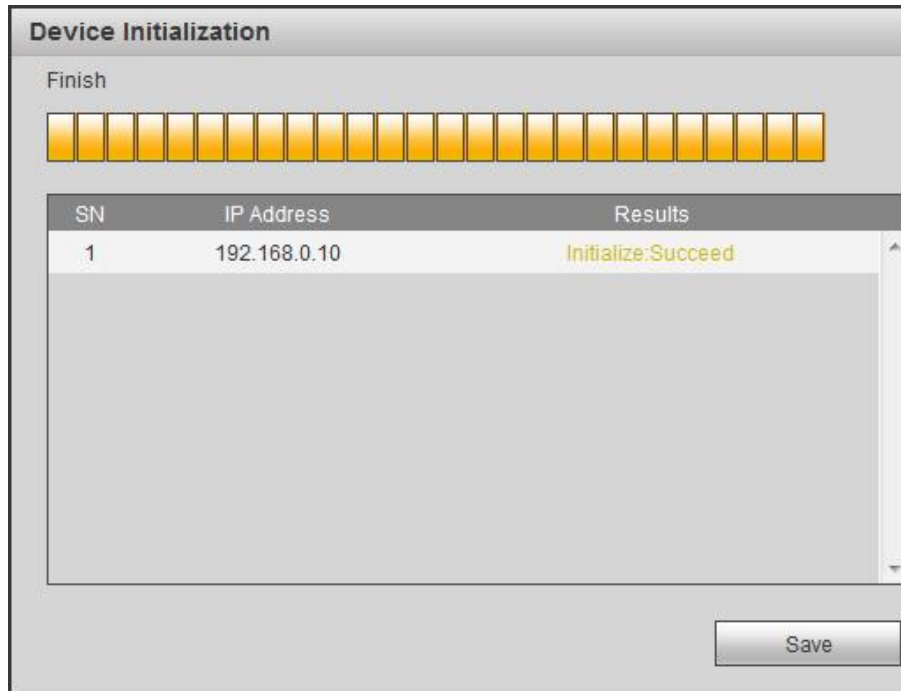 Device Initialization
Finish
SN IP Address Results
1 192.168.0.10 Initialize:Succeed
Save